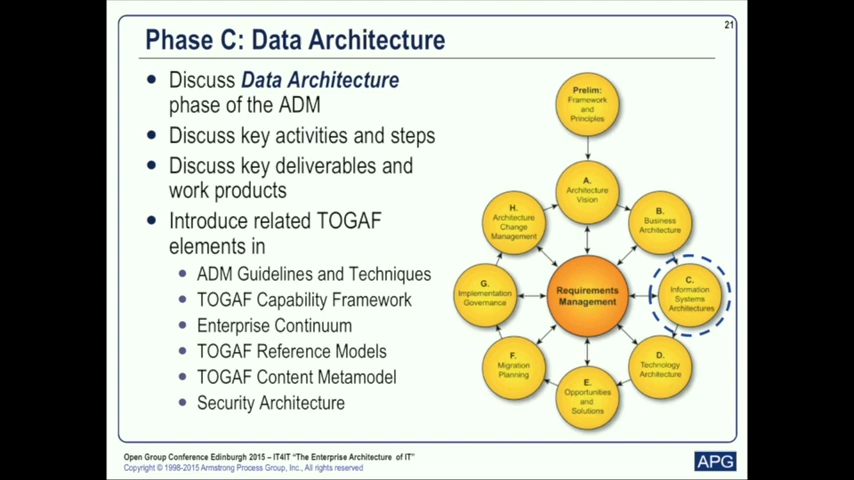 21
Phase C: Data Architecture
• Discuss Data Architecture
phase of the ADM
• Discuss key activities and steps
• Discuss key deliverables and
work products
• Introduce related TOGAF
elements in
• ADM Guidelines and Techniques
• TOGAF Capability Framework
• Enterprise Continuum
• TOGAF Reference Models
• TOGAF Content Metamodel
• Security Architecture
Prelim:
Framework
and
Principles
A.
Architecture
Vision
B.
Business
Architecture
C.
Information
Systems
Architectures
D.
Technology
Architecture
E.
Opportunities
and
Solutions
F.
Migration
Planning
G.
Implementation
Governance
H.
Architecture
Change
Management
Requirements
Management
Open Group Conference Edinburgh 2015 – IT4IT "The Enterprise Architecture of IT"
Copyright © 1998-2015 Armstrong Process Group, Inc., All rights reserved
APG